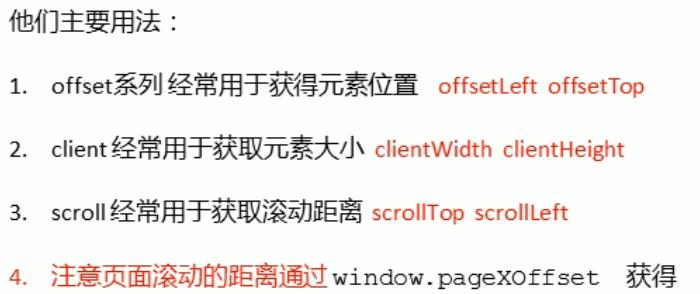 他们主要用法：
1. offset系列 经常用于获得元素位置 offsetLeft offsetTop
2. client 经常用于获取元素大小 clientWidth clientHeight
3. scroll 经常用于获取滚动距离 scrollTop scrollLeft
4. 注意页面滚动的距离通过 window.pageXOffset 获得